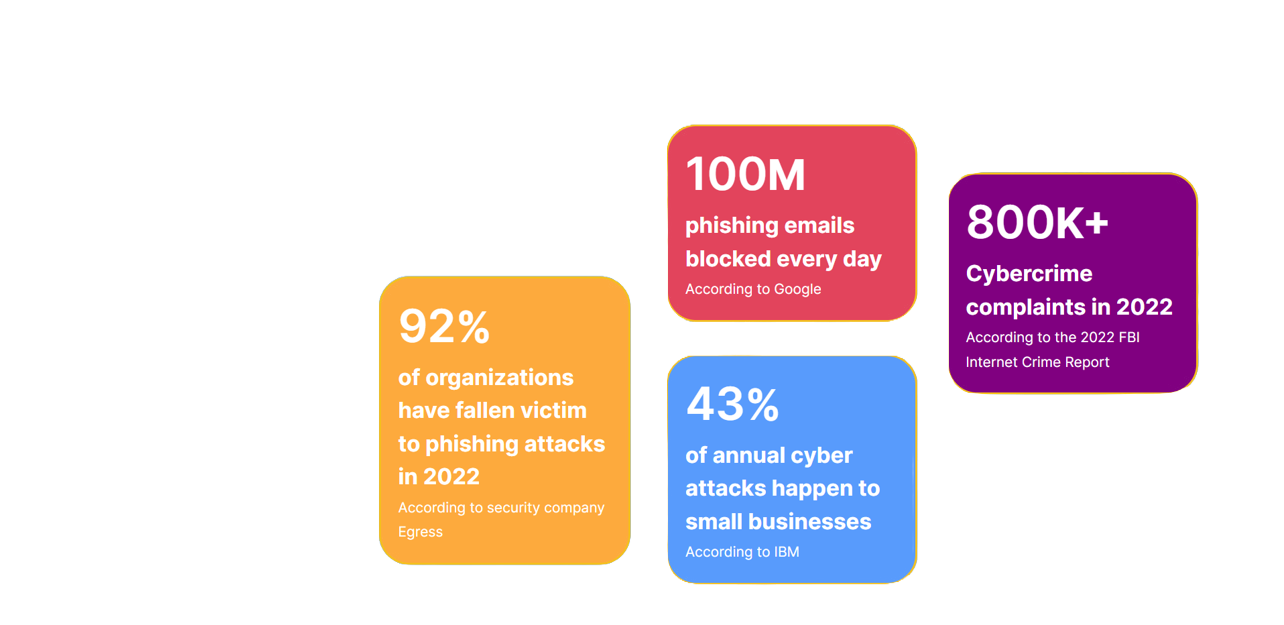 92%
of organizations
have fallen victim
to phishing attacks
in 2022
According to security company
Egress
100M
phishing emails
blocked every day
According to Google
43%
of annual cyber
attacks happen to
small businesses
According to IBM
800K+
Cybercrime
complaints in 2022
According to the 2022 FBI
Internet Crime Report